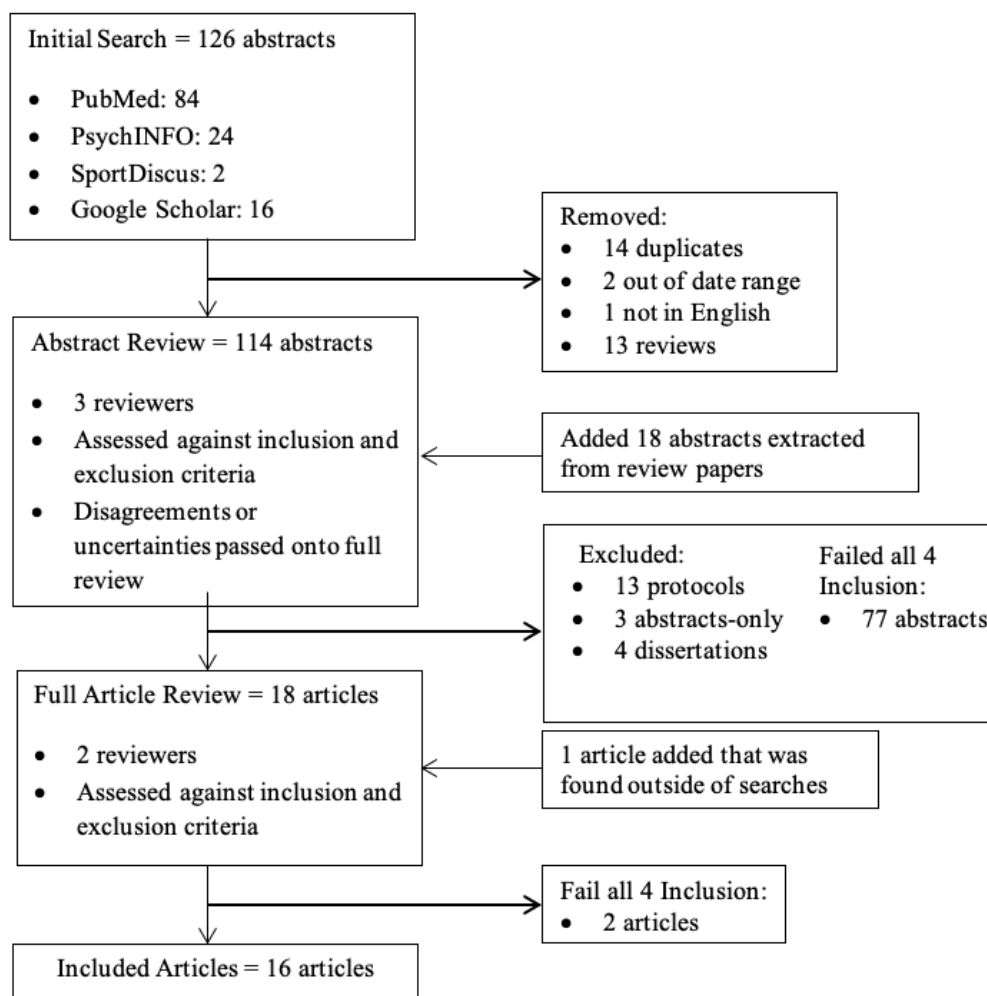 Initial Search = 126 abstracts
• PubMed: 84
• PsychINFO: 24
• SportDiscus: 2
• Google Scholar: 16
Removed:
• 14 duplicates
• 2 out of date range
• 1 not in English
• 13 reviews
Abstract Review = 114 abstracts
• 3 reviewers
• Assessed against inclusion and
exclusion criteria
• Disagreements or
uncertainties passed onto full
review
Added 18 abstracts extracted
from review papers
Excluded:
• 13 protocols
• 3 abstracts-only
• 4 dissertations
Failed all 4
Inclusion:
• 77 abstracts
Full Article Review = 18 articles
• 2 reviewers
• Assessed against inclusion and
exclusion criteria
1 article added that was
found outside of searches
Fail all 4 Inclusion:
• 2 articles
Included Articles = 16 articles